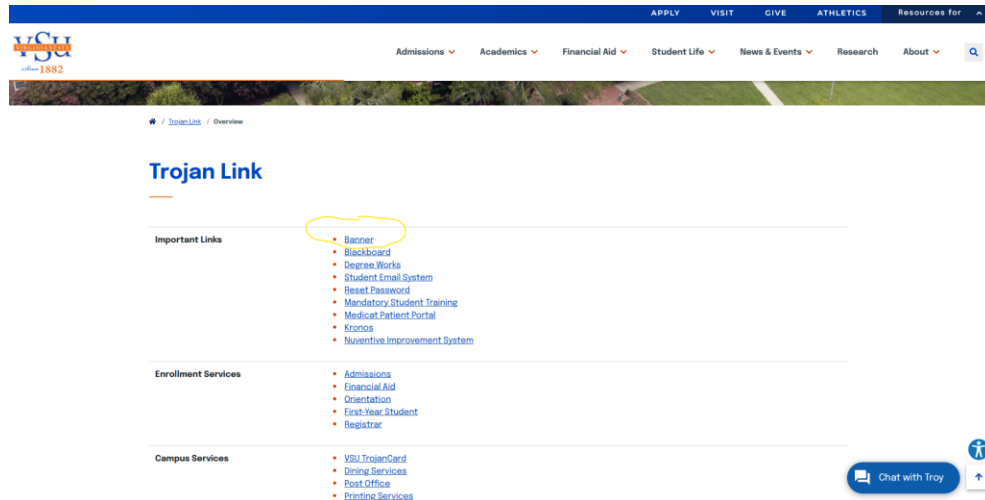 APPLY VISIT GIVE ATHLETICS Resources for
VSU
VIRGINIA STATE
Since 1882
Admissions Academics Financial Aid Student Life News & Events Research About
/ Trojan Link / Overview
Trojan Link
Important Links
• Banner
• Blackboard
• Degree Works
• Student Email System
• Reset Password
• Mandatory Student Training
• Medicat Patient Portal
• Kronos
• Nuventive Improvement System
Enrollment Services
• Admissions
• Financial Aid
• Orientation
• First-Year Student
• Registrar
Campus Services
• VSU TrojanCard
• Dining Services
• Post Office
• Printing Services
Chat with Troy